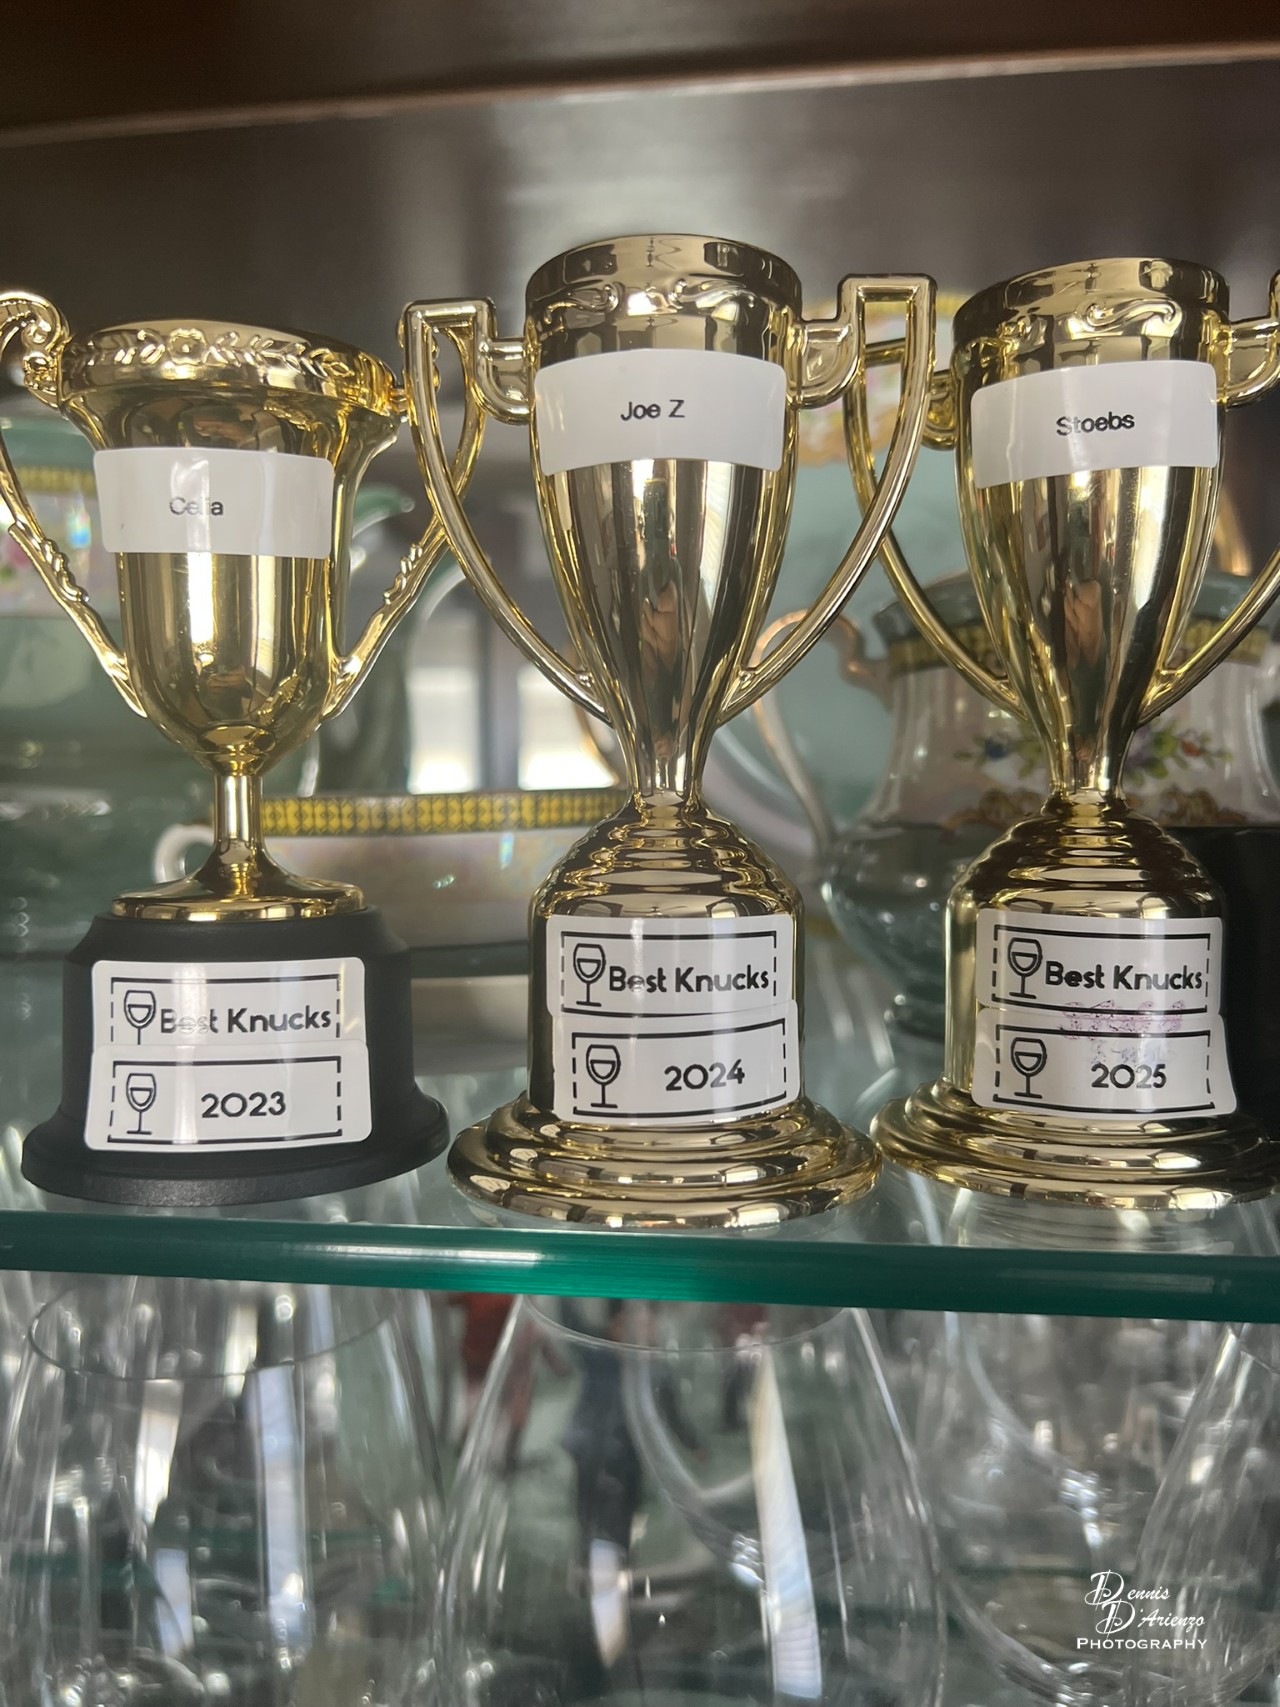 Celia
Best Knucks
2023
Joe Z
Best Knucks
2024
Stoebs
Best Knucks
2025
Dennis
D'Arienzo
PHOTOGRAPHY